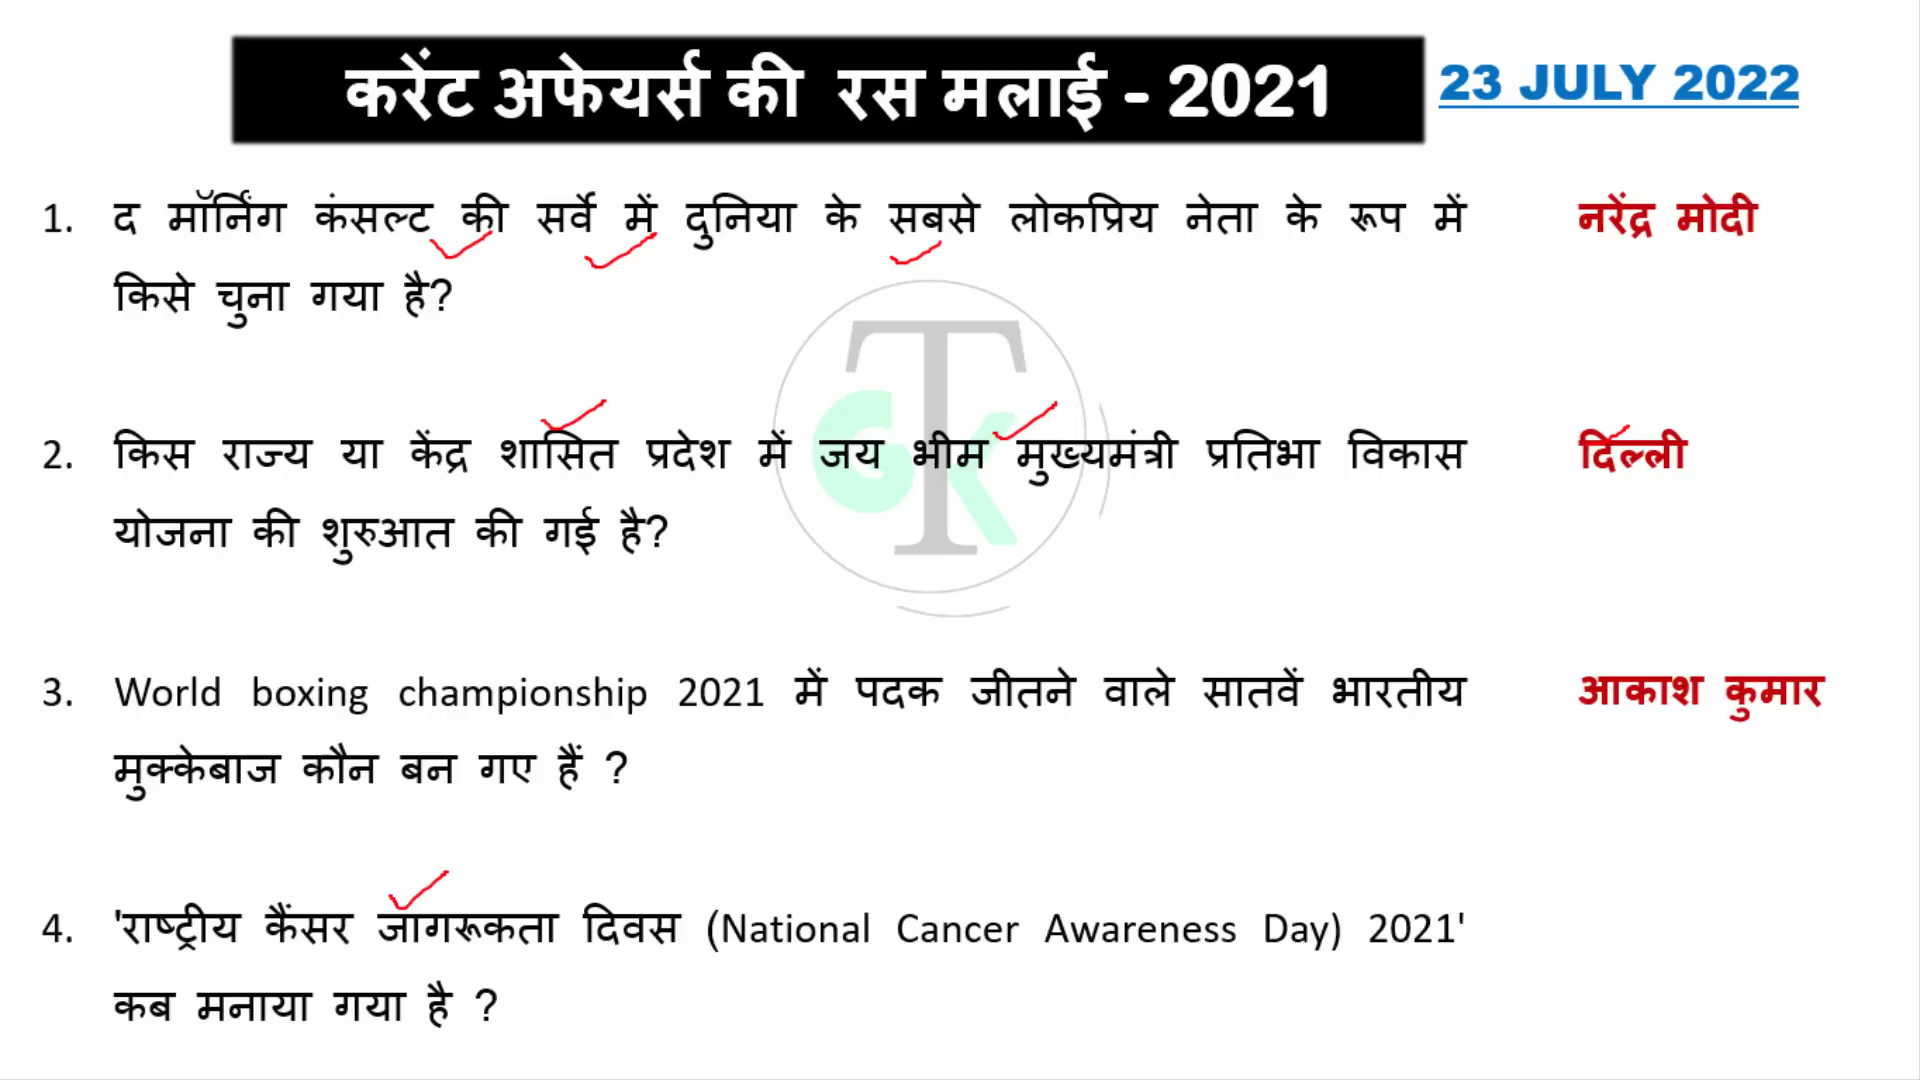 करेंट अफेयर्स की रस मलाई - 2021
23 JULY 2022
1. द मॉर्निंग कंसल्ट की सर्वे में दुनिया के सबसे लोकप्रिय नेता के रूप में नरेंद्र मोदी
किसे चुना गया है?
2. किस राज्य या केंद्र शासित प्रदेश में जय भीम मुख्यमंत्री प्रतिभा विकास दिल्ली
योजना की शुरुआत की गई है?
3. World boxing championship 2021 में पदक जीतने वाले सातवें भारतीय आकाश कुमार
मुक्केबाज कौन बन गए हैं ?
4. 'राष्ट्रीय कैंसर जागरूकता दिवस (National Cancer Awareness Day) 2021'
कब मनाया गया है ?
GTK